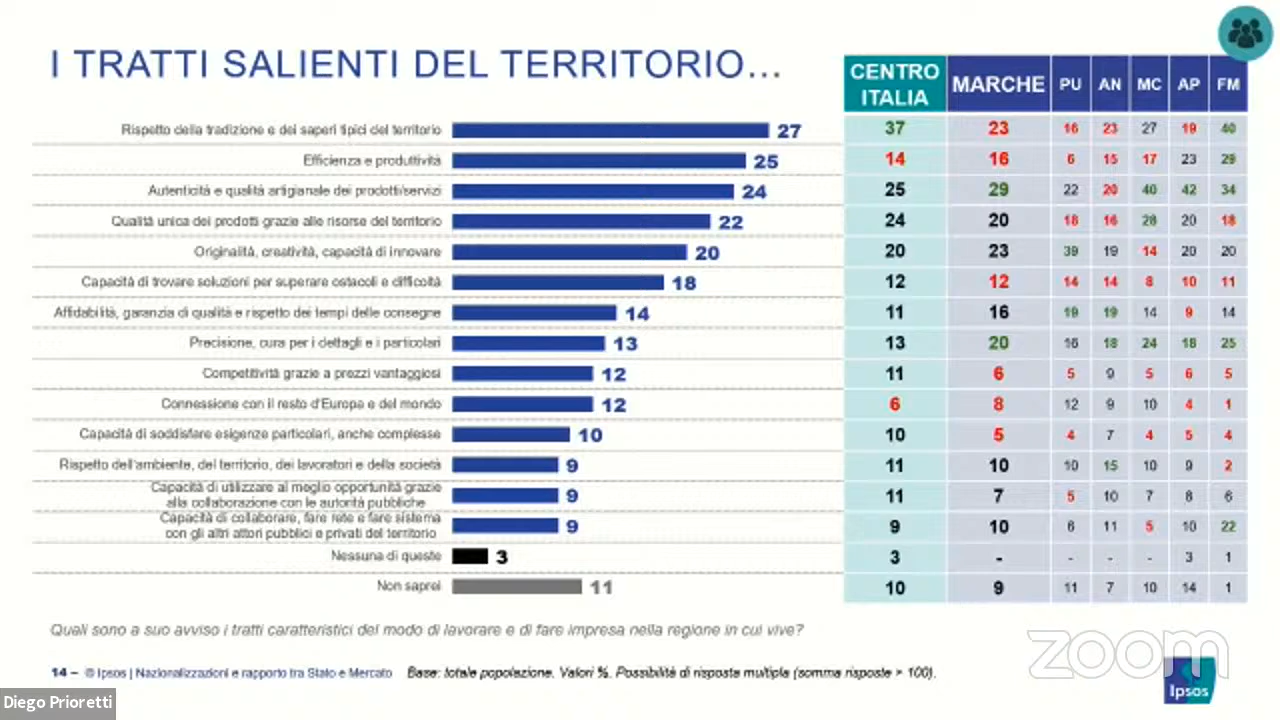 I TRATTI SALIENTI DEL TERRITORIO...
CENTRO ITALIA MARCHE PU AN MC AP FM
Rispetto della tradizione e dei saperi tipici del territorio 27 37 23 16 23 27 19 40
Efficienza e produttività 25 14 16 6 15 17 23 29
Autenticità e qualità artigianale dei prodotti/servizi 24 25 29 22 20 40 42 34
Qualità unica dei prodotti grazie alle risorse del territorio 22 24 20 18 16 28 20 18
Originalità, creatività, capacità di innovare 20 20 23 39 19 14 20 20
Capacità di trovare soluzioni per superare ostacoli e difficoltà 18 12 12 14 14 8 10 11
Affidabilità, garanzia di qualità e rispetto dei tempi delle consegne 14 11 16 19 19 14 9 14
Precisione, cura per i dettagli e i particolari 13 13 20 16 18 24 18 25
Competitività grazie a prezzi vantaggiosi 12 11 6 5 9 5 6 5
Connessione con il resto d'Europa e del mondo 12 6 8 12 9 10 4 1
Capacità di soddisfare esigenze particolari, anche complesse 10 10 5 4 7 4 5 4
Rispetto dell'ambiente, del territorio, dei lavoratori e della società 9 11 10 10 15 10 9 2
Capacità di utilizzare al meglio opportunità grazie
alla collaborazione con le autorità pubbliche 9 11 7 5 10 7 8 6
Capacità di collaborare, fare rete e fare sistema
con gli altri attori pubblici e privati del territorio 9 9 10 6 11 5 10 22
Nessuna di queste 3 3 - - - - 3 1
Non saprei 11 10 9 11 7 10 14 1
Quali sono a suo avviso i tratti caratteristici del modo di lavorare e di fare impresa nella regione in cui vive?
zoom
14 – © Ipsos | Nazionalizzazioni e rapporto tra Stato e Mercato Base: totale popolazione. Valori %. Possibilità di risposta multipla (somma risposte > 100).
Ipsos
Diego Prioretti